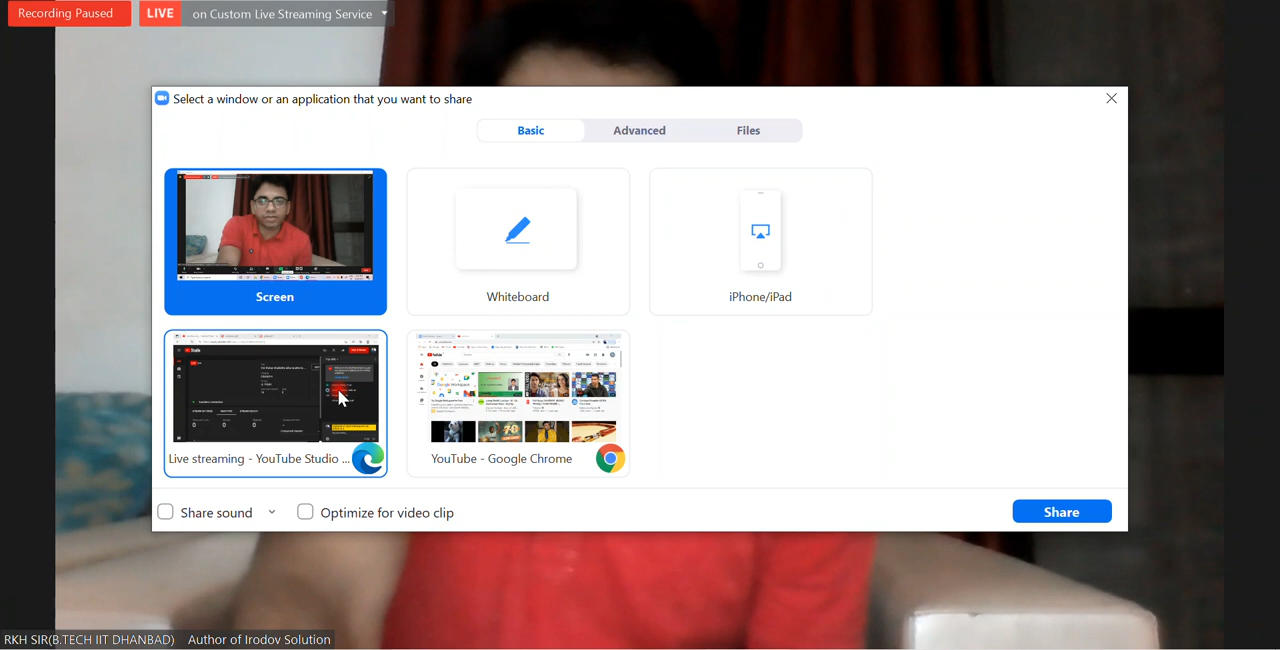 Recording Paused
LIVE on Custom Live Streaming Service
Select a window or an application that you want to share
Basic Advanced Files
Screen
Whiteboard
iPhone/iPad
Live streaming - YouTube Studio ...
YouTube - Google Chrome
Share sound
Optimize for video clip
Share
RKH SIR(B.TECH IIT DHANBAD) Author of Irodov Solution